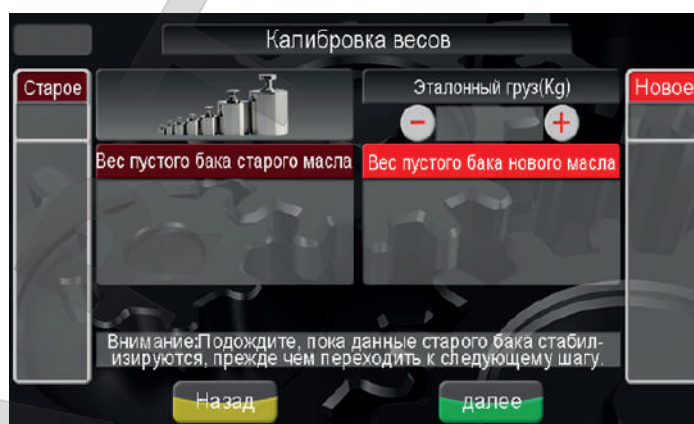 Калибровка весов
Старое
Эталонный груз(Kg)
Новое
− +
Вес пустого бака старого масла
Вес пустого бака нового масла
Внимание:Подождите, пока данные старого бака стабил-
изируются, прежде чем переходить к следующему шагу.
Назад
далее